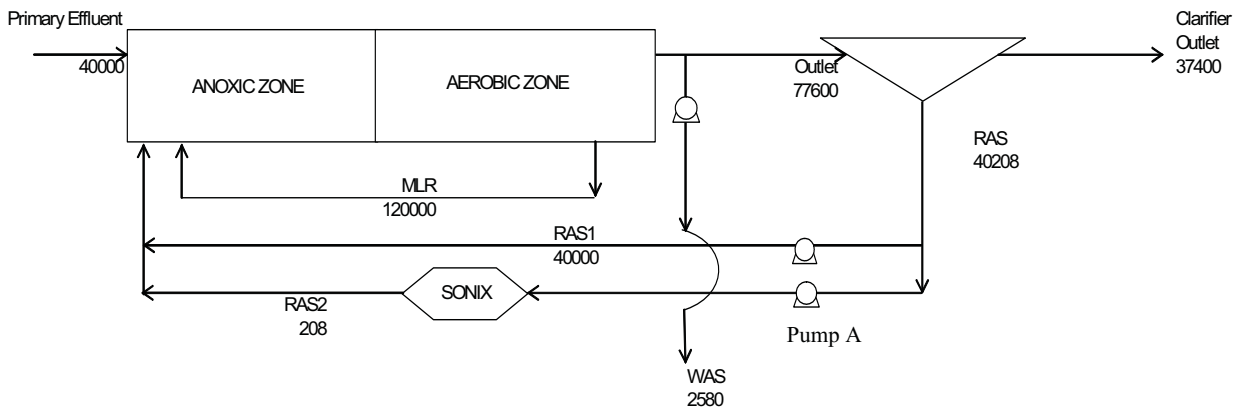 Primary Effluent
40000
ANOXIC ZONE
AEROBIC ZONE
Outlet
77600
Clarifier
Outlet
37400
RAS
40208
MLR
120000
RAS1
40000
SONIX
RAS2
208
Pump A
WAS
2580